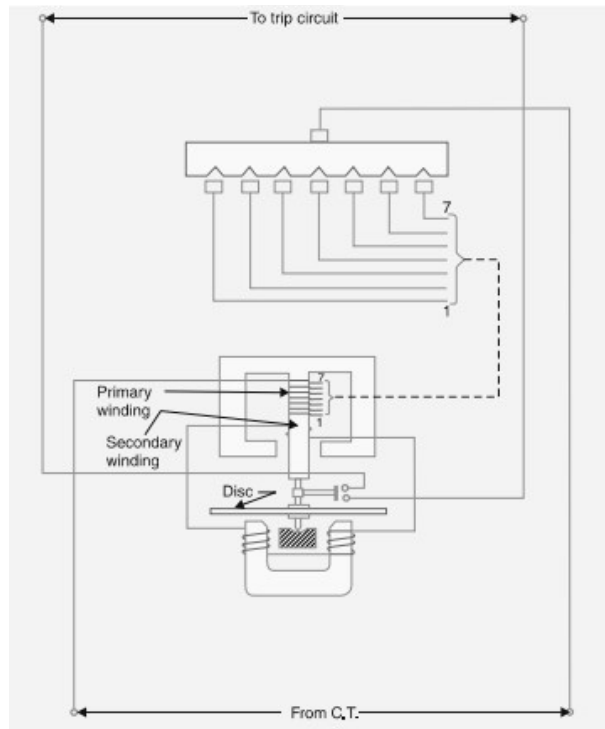 To trip circuit
7
1
7
Primary
winding
1
Secondary
winding
Disc
From C.T.